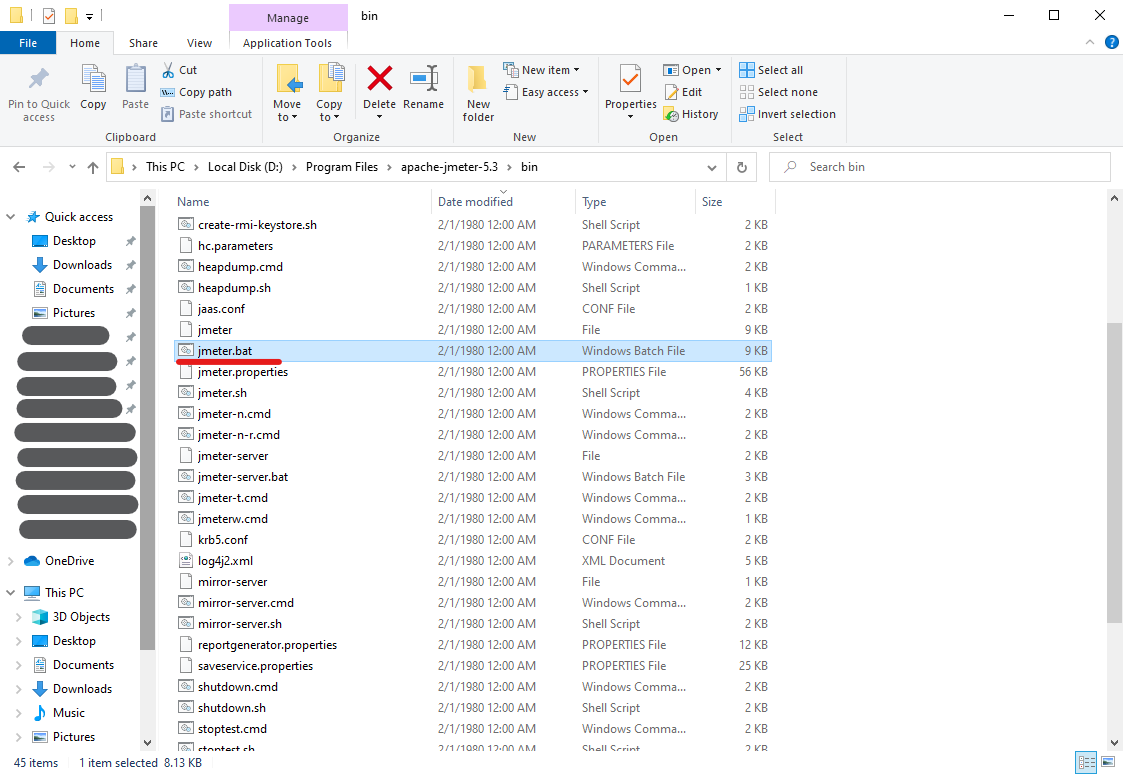 Manage
bin
File
Home
Share
View
Application Tools
Pin to Quick access
Copy
Paste
Cut
Copy path
Paste shortcut
Clipboard
Move to
Copy to
Delete
Rename
Organize
New folder
New item
Easy access
New
Properties
Open
Edit
History
Open
Select all
Select none
Invert selection
Select
This PC > Local Disk (D:) > Program Files > apache-jmeter-5.3 > bin
Search bin
Quick access
Desktop
Downloads
Documents
Pictures
OneDrive
This PC
3D Objects
Desktop
Documents
Downloads
Music
Pictures
Name Date modified Type Size
create-rmi-keystore.sh 2/1/1980 12:00 AM Shell Script 2 KB
hc.parameters 2/1/1980 12:00 AM PARAMETERS File 2 KB
heapdump.cmd 2/1/1980 12:00 AM Windows Comma... 2 KB
heapdump.sh 2/1/1980 12:00 AM Shell Script 1 KB
jaas.conf 2/1/1980 12:00 AM CONF File 2 KB
jmeter 2/1/1980 12:00 AM File 9 KB
jmeter.bat 2/1/1980 12:00 AM Windows Batch File 9 KB
jmeter.properties 2/1/1980 12:00 AM PROPERTIES File 56 KB
jmeter.sh 2/1/1980 12:00 AM Shell Script 4 KB
jmeter-n.cmd 2/1/1980 12:00 AM Windows Comma... 2 KB
jmeter-n-r.cmd 2/1/1980 12:00 AM Windows Comma... 2 KB
jmeter-server 2/1/1980 12:00 AM File 2 KB
jmeter-server.bat 2/1/1980 12:00 AM Windows Batch File 3 KB
jmeter-t.cmd 2/1/1980 12:00 AM Windows Comma... 2 KB
jmeterw.cmd 2/1/1980 12:00 AM Windows Comma... 1 KB
krb5.conf 2/1/1980 12:00 AM CONF File 2 KB
log4j2.xml 2/1/1980 12:00 AM XML Document 5 KB
mirror-server 2/1/1980 12:00 AM File 1 KB
mirror-server.cmd 2/1/1980 12:00 AM Windows Comma... 2 KB
mirror-server.sh 2/1/1980 12:00 AM Shell Script 2 KB
reportgenerator.properties 2/1/1980 12:00 AM PROPERTIES File 12 KB
saveservice.properties 2/1/1980 12:00 AM PROPERTIES File 25 KB
shutdown.cmd 2/1/1980 12:00 AM Windows Comma... 2 KB
shutdown.sh 2/1/1980 12:00 AM Shell Script 2 KB
stoptest.cmd 2/1/1980 12:00 AM Windows Comma... 2 KB
stoptest.sh 2/1/1980 12:00 AM Shell Script 2 KB
45 items 1 item selected 8.13 KB